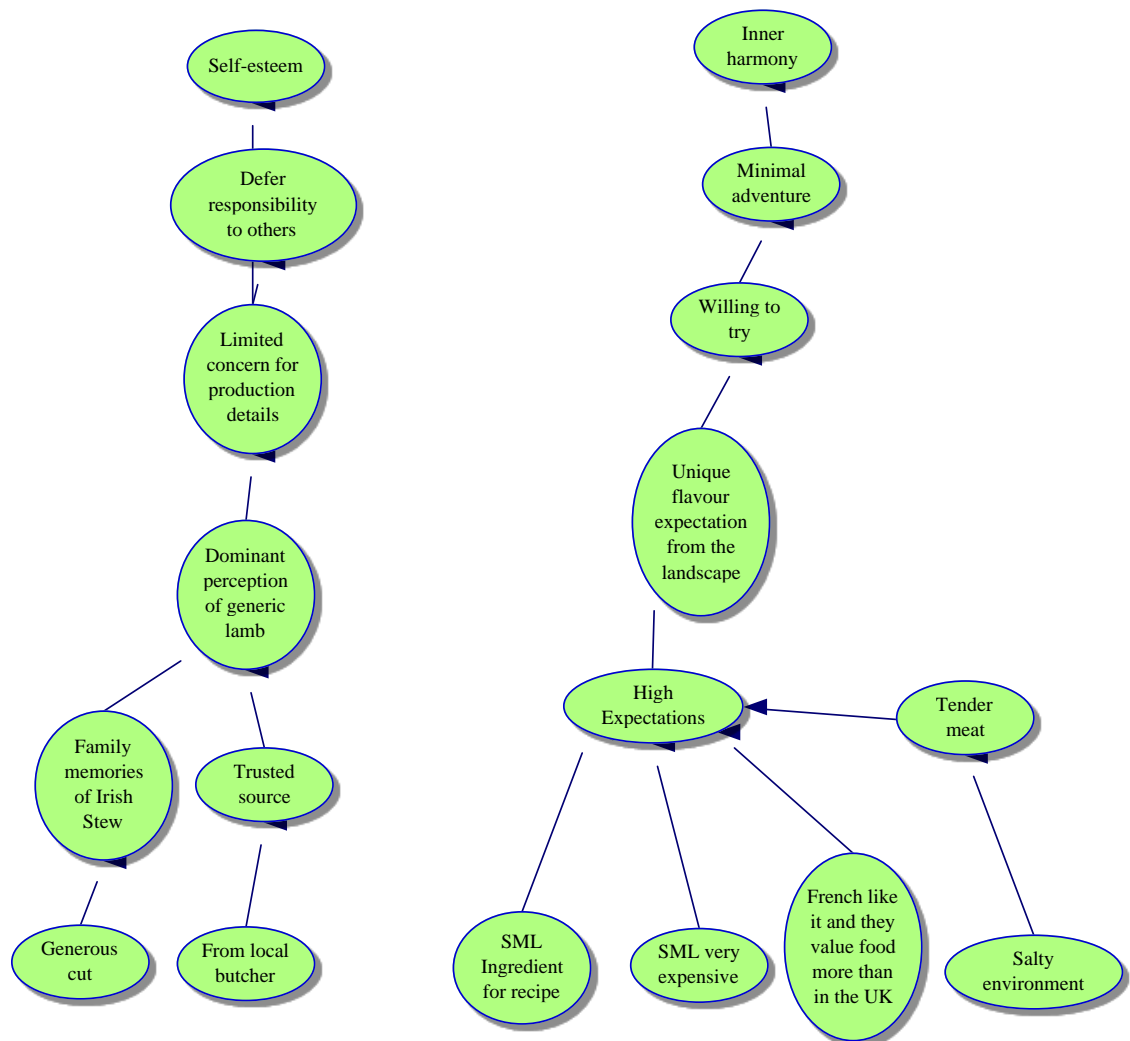 Self-esteem
Defer
responsibility
to others
Limited
concern for
production
details
Dominant
perception
of generic
lamb
Family
memories
of Irish
Stew
Trusted
source
Generous
cut
From local
butcher
Inner
harmony
Minimal
adventure
Willing to
try
Unique
flavour
expectation
from the
landscape
High
Expectations
Tender
meat
SML
Ingredient
for recipe
SML very
expensive
French like
it and they
value food
more than
in the UK
Salty
environment